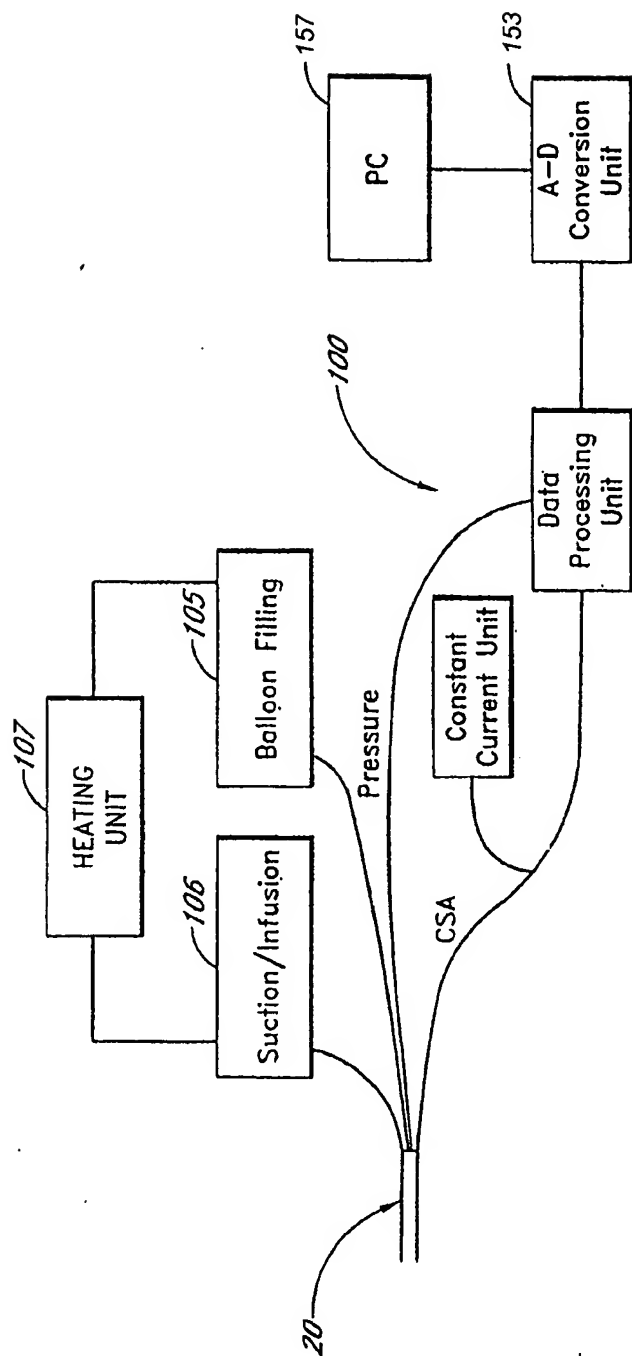 107
HEATING
UNIT
106
Suction/Infusion
105
Balloon Filling
20
Pressure
CSA
Constant
Current Unit
100
Data
Processing
Unit
PC
157
A-D
Conversion
Unit
153